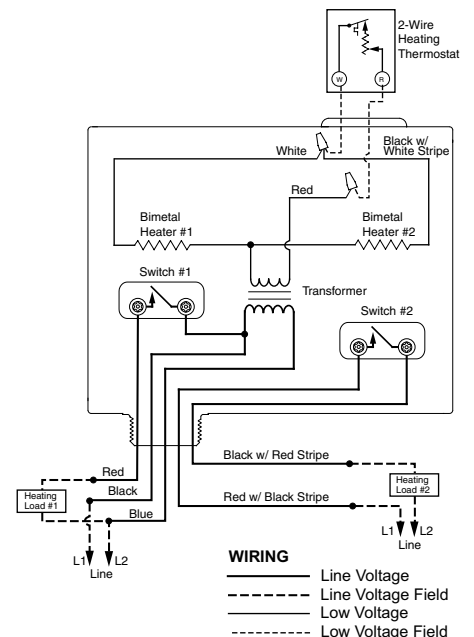 2-Wire
Heating
Thermostat
W
R
White
Black w/
White Stripe
Red
Bimetal
Heater #1
Bimetal
Heater #2
Switch #1
Transformer
Switch #2
Red
Black w/ Red Stripe
Heating
Load #1
Black
Heating
Load #2
Blue
Red w/ Black Stripe
L1
L2
Line
L1
L2
Line
WIRING
Line Voltage
Line Voltage Field
Low Voltage
Low Voltage Field